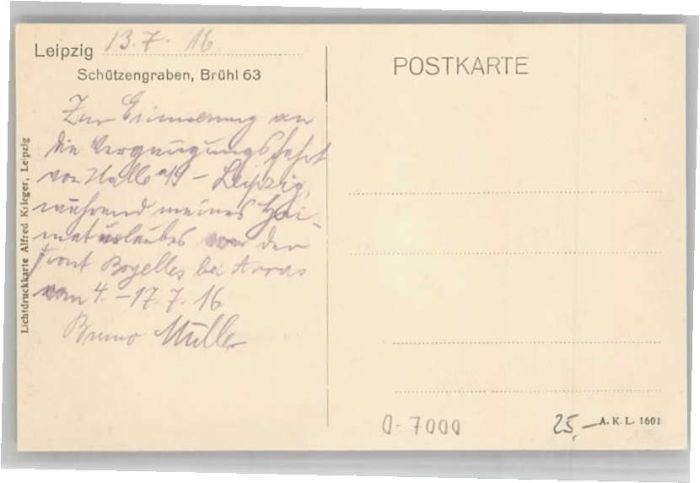 Leipzig 13.7.16.
Schützengraben, Brühl 63
POSTKARTE
Zur Erinnerung an
die Vergnügungsfahrt
von Halle a/S – Leipzig,
während meines Hei-
maturlaubes von der
Front Boyelles bei Arras
vom 4.–17.7.16
Bruno Müller
Lichtdruckkarte Alfred Krieger, Leipzig
O-7000
25,—
A. K. L. 1601